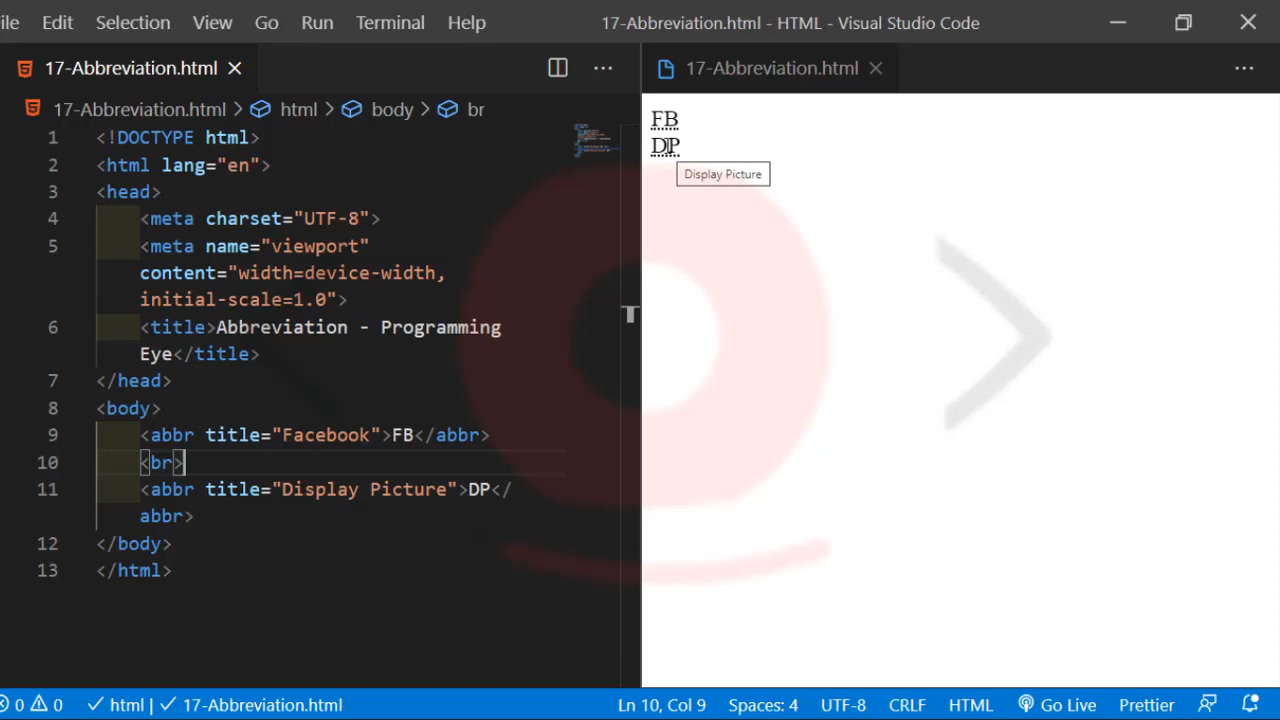 ile Edit Selection View Go Run Terminal Help 17-Abbreviation.html - HTML - Visual Studio Code
17-Abbreviation.html
17-Abbreviation.html
17-Abbreviation.html > html > body > br
1 <!DOCTYPE html>
2 <html lang="en">
3 <head>
4 <meta charset="UTF-8">
5 <meta name="viewport"
content="width=device-width,
initial-scale=1.0">
6 <title>Abbreviation - Programming
Eye</title>
7 </head>
8 <body>
9 <abbr title="Facebook">FB</abbr>
10 <br>
11 <abbr title="Display Picture">DP</
abbr>
12 </body>
13 </html>
FB
DP
Display Picture
T
0 0 html | 17-Abbreviation.html Ln 10, Col 9 Spaces: 4 UTF-8 CRLF HTML Go Live Prettier